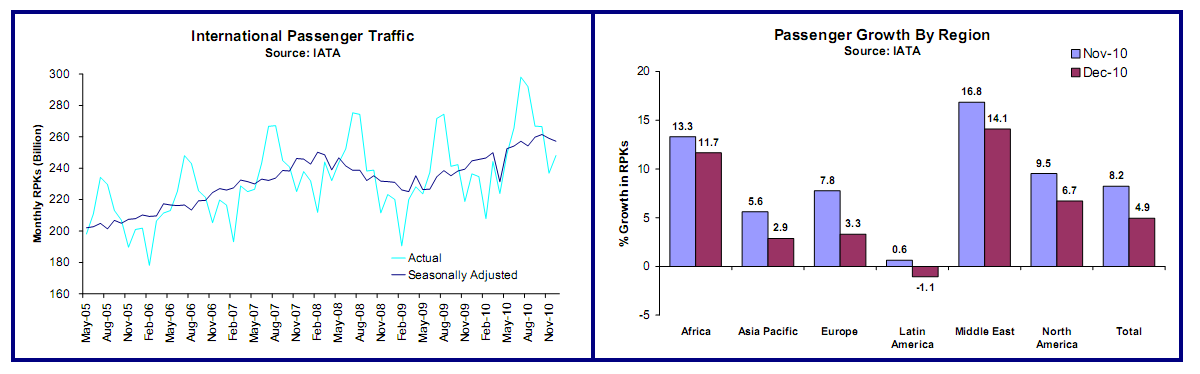 International Passenger Traffic
Source: IATA
Monthly RPKs (Billion)
300
280
260
240
220
200
180
160
Actual
Seasonally Adjusted
May-05
Aug-05
Nov-05
Feb-06
May-06
Aug-06
Nov-06
Feb-07
May-07
Aug-07
Nov-07
Feb-08
May-08
Aug-08
Nov-08
Feb-09
May-09
Aug-09
Nov-09
Feb-10
May-10
Aug-10
Nov-10
Passenger Growth By Region
Source: IATA
Nov-10
Dec-10
% Growth in RPKs
20
15
10
5
0
-5
13.3
11.7
5.6
2.9
7.8
3.3
0.6
-1.1
16.8
14.1
9.5
6.7
8.2
4.9
Africa
Asia Pacific
Europe
Latin
America
Middle East
North
America
Total